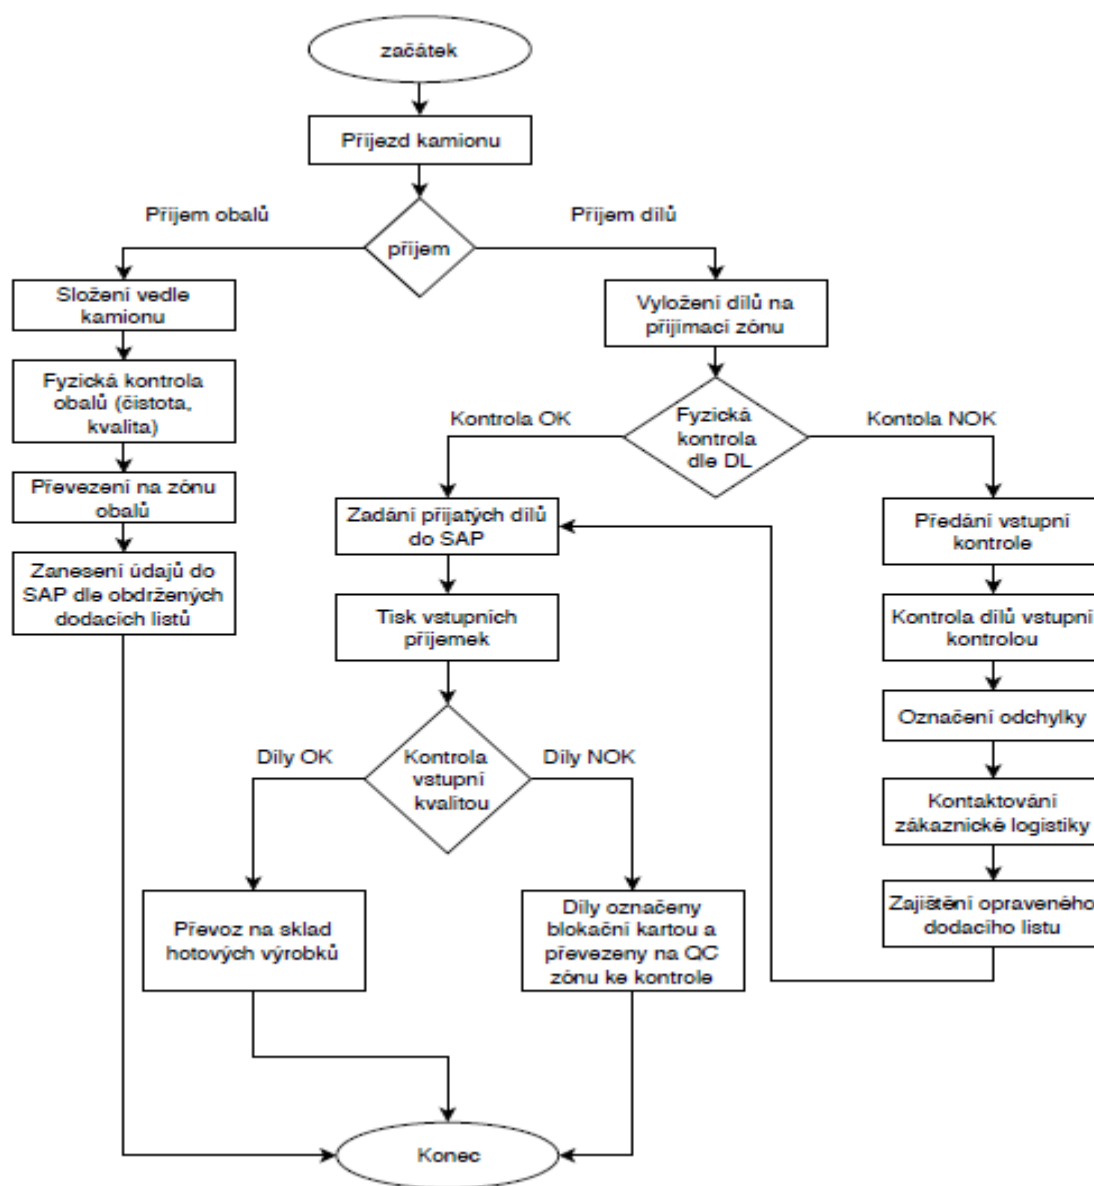 začátek
Příjezd kamionu
Příjem obalů
Příjem dílů
příjem
Složení vedle
kamionu
Vyložení dílů na
přijímací zónu
Fyzická kontrola
obalů (čistota,
kvalita)
Kontrola OK
Fyzická
kontrola
dle DL
Kontola NOK
Převezení na zónu
obalů
Zadání přijatých dílů
do SAP
Předání vstupní
kontrole
Zanesení údajů do
SAP dle obdržených
dodacích listů
Tisk vstupních
příjemek
Kontrola dílů vstupní
kontrolou
Označení odchylky
Díly OK
Kontrola
vstupní
kvalitou
Díly NOK
Kontaktování
zákaznické logistiky
Převoz na sklad
hotových výrobků
Díly označeny
blokační kartou a
převezeny na QC
zónu ke kontrole
Zajištění opraveného
dodacího listu
Konec